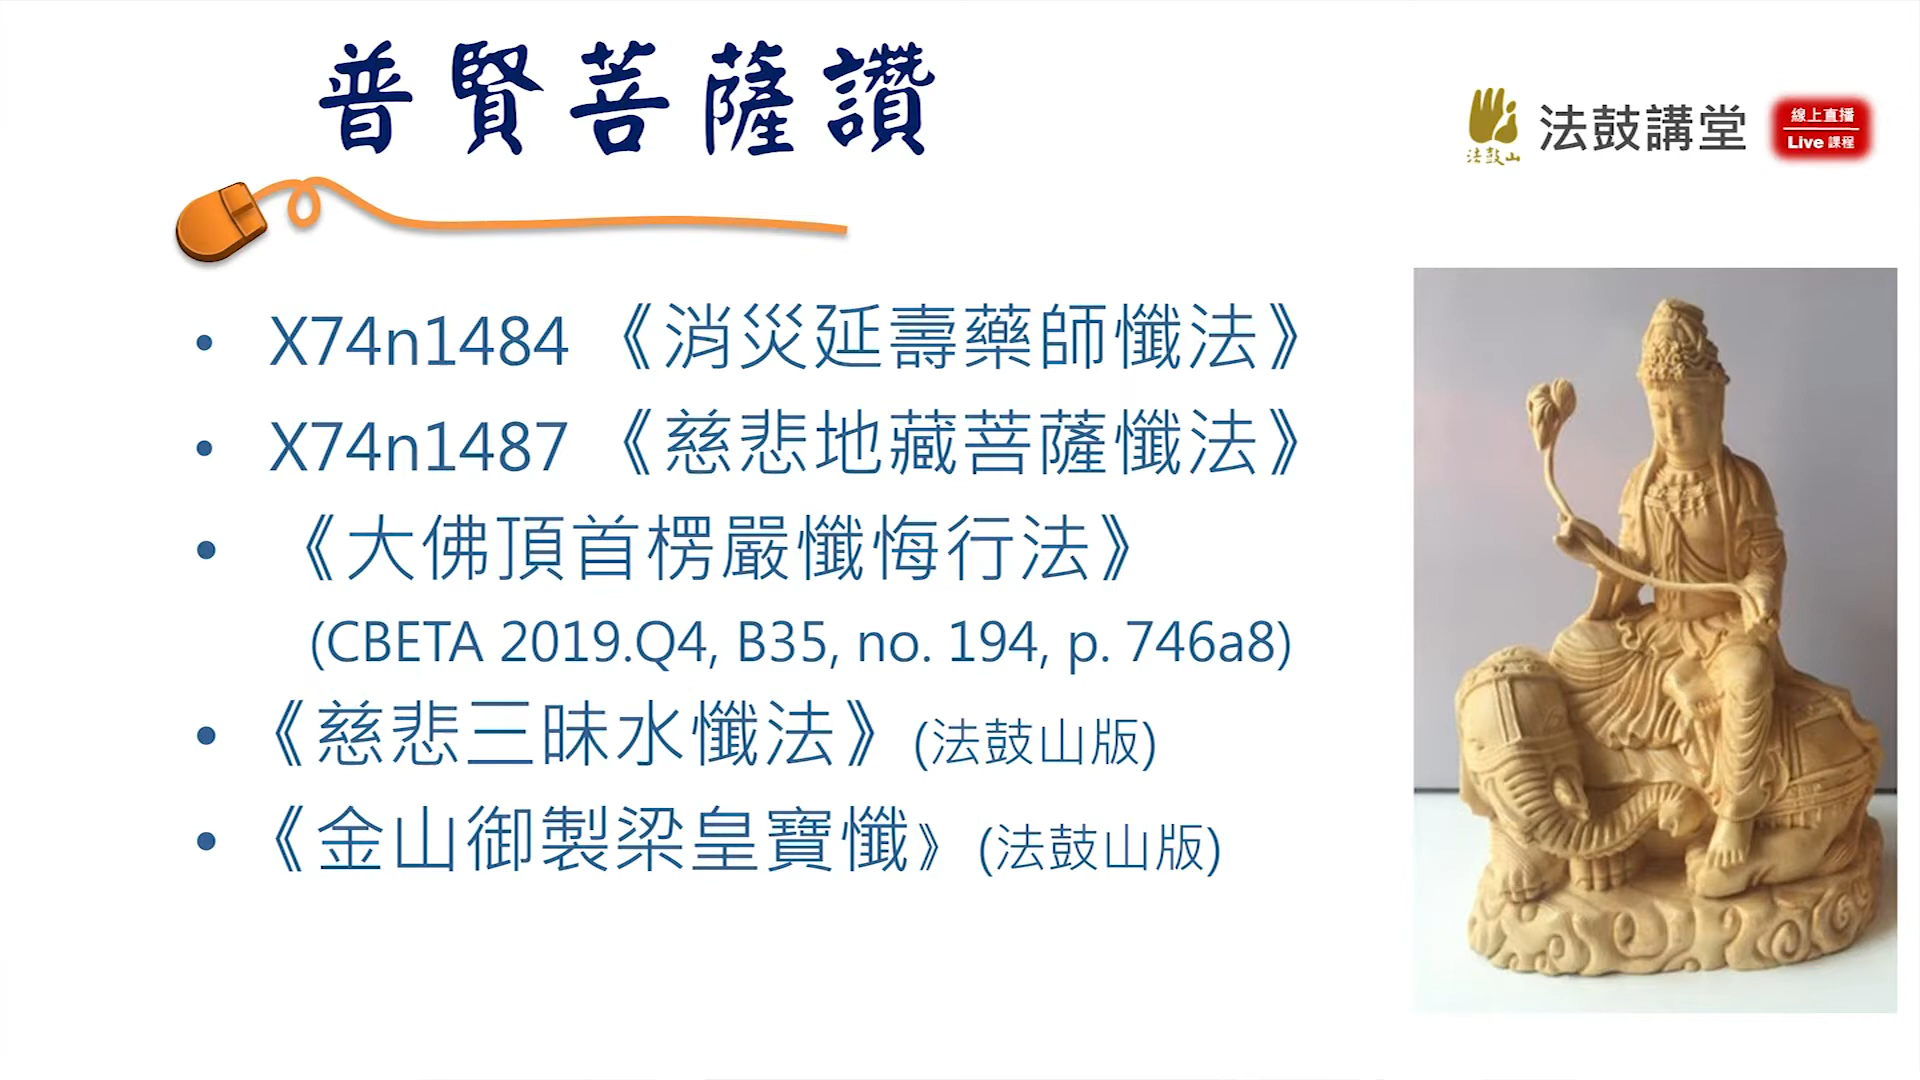 普賢菩薩讚
法鼓山
法鼓講堂
線上直播
Live 課程
• X74n1484 《消災延壽藥師懺法》
• X74n1487 《慈悲地藏菩薩懺法》
• 《大佛頂首楞嚴懺悔行法》
(CBETA 2019.Q4, B35, no. 194, p. 746a8)
• 《慈悲三昧水懺法》(法鼓山版)
• 《金山御製梁皇寶懺》(法鼓山版)